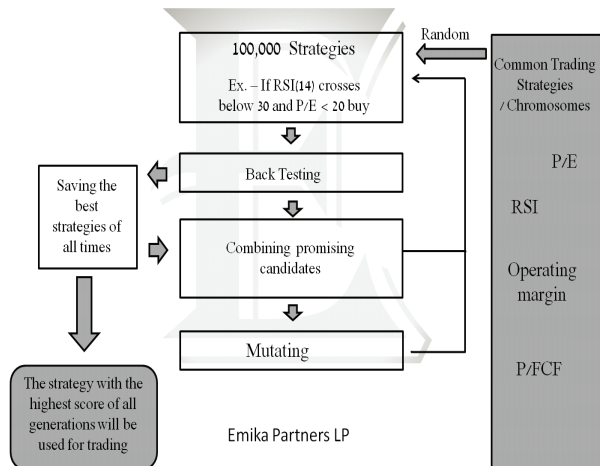 Random
100,000 Strategies
Ex. – If RSI(14) crosses
below 30 and P/E < 20 buy
Common Trading
Strategies
/ Chromosomes
P/E
RSI
Operating
margin
P/FCF
Back Testing
Saving the
best
strategies of
all times
Combining promising
candidates
Mutating
The strategy with the
highest score of all
generations will be
used for trading
Emika Partners LP